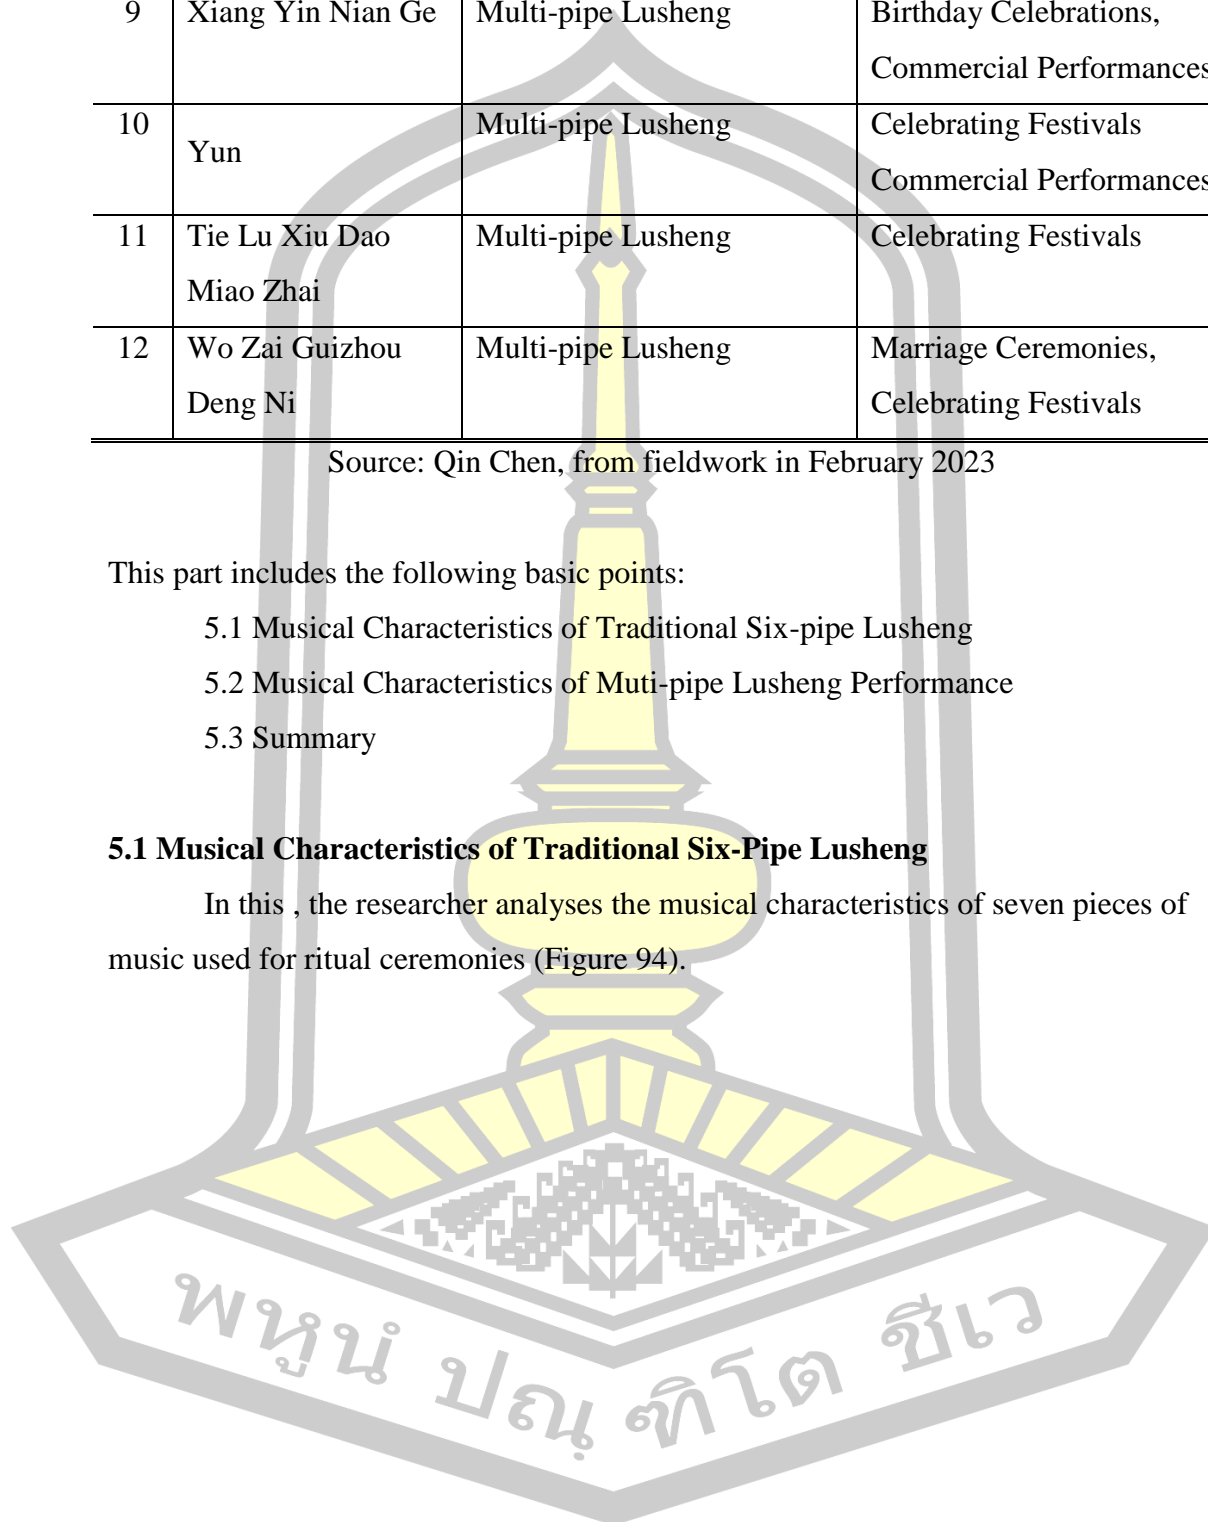 9 Xiang Yin Nian Ge Multi-pipe Lusheng Birthday Celebrations,
Commercial Performances
10 Yun Multi-pipe Lusheng Celebrating Festivals
Commercial Performances
11 Tie Lu Xiu Dao Multi-pipe Lusheng Celebrating Festivals
Miao Zhai
12 Wo Zai Guizhou Multi-pipe Lusheng Marriage Ceremonies,
Deng Ni Celebrating Festivals
Source: Qin Chen, from fieldwork in February 2023
This part includes the following basic points:
5.1 Musical Characteristics of Traditional Six-pipe Lusheng
5.2 Musical Characteristics of Muti-pipe Lusheng Performance
5.3 Summary
5.1 Musical Characteristics of Traditional Six-Pipe Lusheng
In this , the researcher analyses the musical characteristics of seven pieces of
music used for ritual ceremonies (Figure 94).
พหูนํ ปณฺฑิโต ชีเว